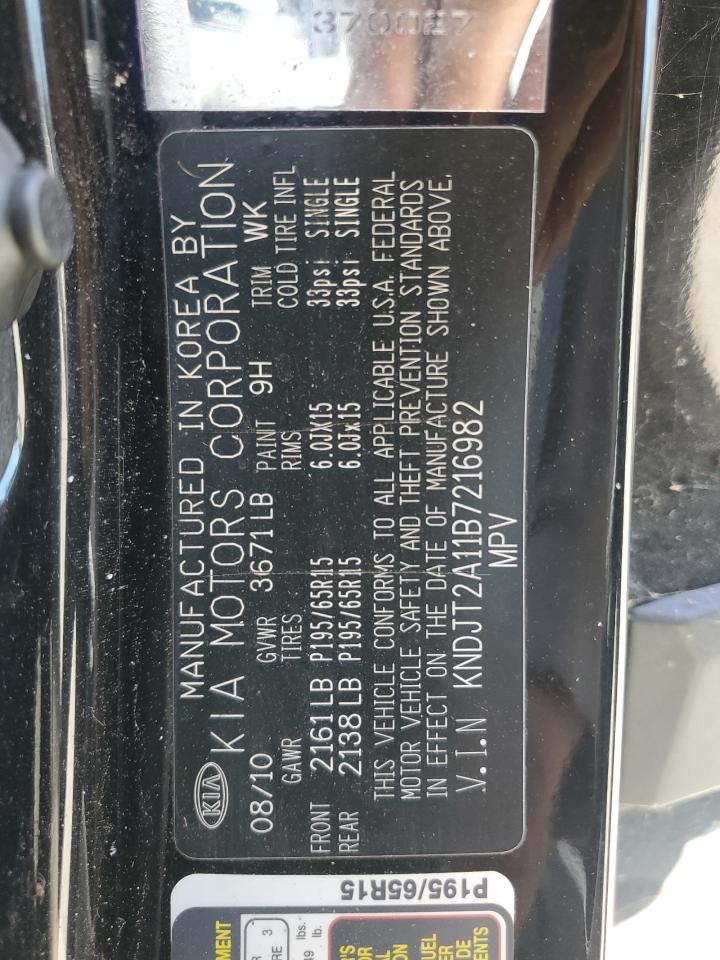 370027
MANUFACTURED IN KOREA BY
KIA KIA MOTORS CORPORATION
08/10 GVWR 3671LB PAINT 9H TRIM WK
GAWR TIRES RIMS COLD TIRE INFL
FRONT 2161LB P195/65R15 6.0JX15 33psi SINGLE
REAR 2138LB P195/65R15 6.0Jx15 33psi SINGLE
THIS VEHICLE CONFORMS TO ALL APPLICABLE U.S.A. FEDERAL
MOTOR VEHICLE SAFETY AND THEFT PREVENTION STANDARDS
IN EFFECT ON THE DATE OF MANUFACTURE SHOWN ABOVE.
V.I.N KNDJT2A11B7216982
MPV
P195/65R15
3
lbs.
lb.